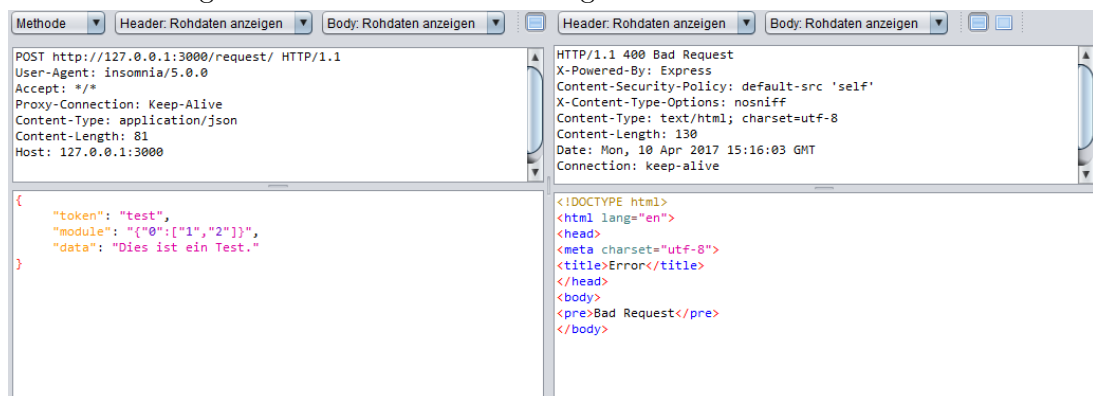 Methode Header: Rohdaten anzeigen Body: Rohdaten anzeigen
POST http://127.0.0.1:3000/request/ HTTP/1.1
User-Agent: insomnia/5.0.0
Accept: */*
Proxy-Connection: Keep-Alive
Content-Type: application/json
Content-Length: 81
Host: 127.0.0.1:3000
{
"token": "test",
"module": "{"0":["1","2"]}",
"data": "Dies ist ein Test."
}
Header: Rohdaten anzeigen Body: Rohdaten anzeigen
HTTP/1.1 400 Bad Request
X-Powered-By: Express
Content-Security-Policy: default-src 'self'
X-Content-Type-Options: nosniff
Content-Type: text/html; charset=utf-8
Content-Length: 130
Date: Mon, 10 Apr 2017 15:16:03 GMT
Connection: keep-alive
<!DOCTYPE html>
<html lang="en">
<head>
<meta charset="utf-8">
<title>Error</title>
</head>
<body>
<pre>Bad Request</pre>
</body>